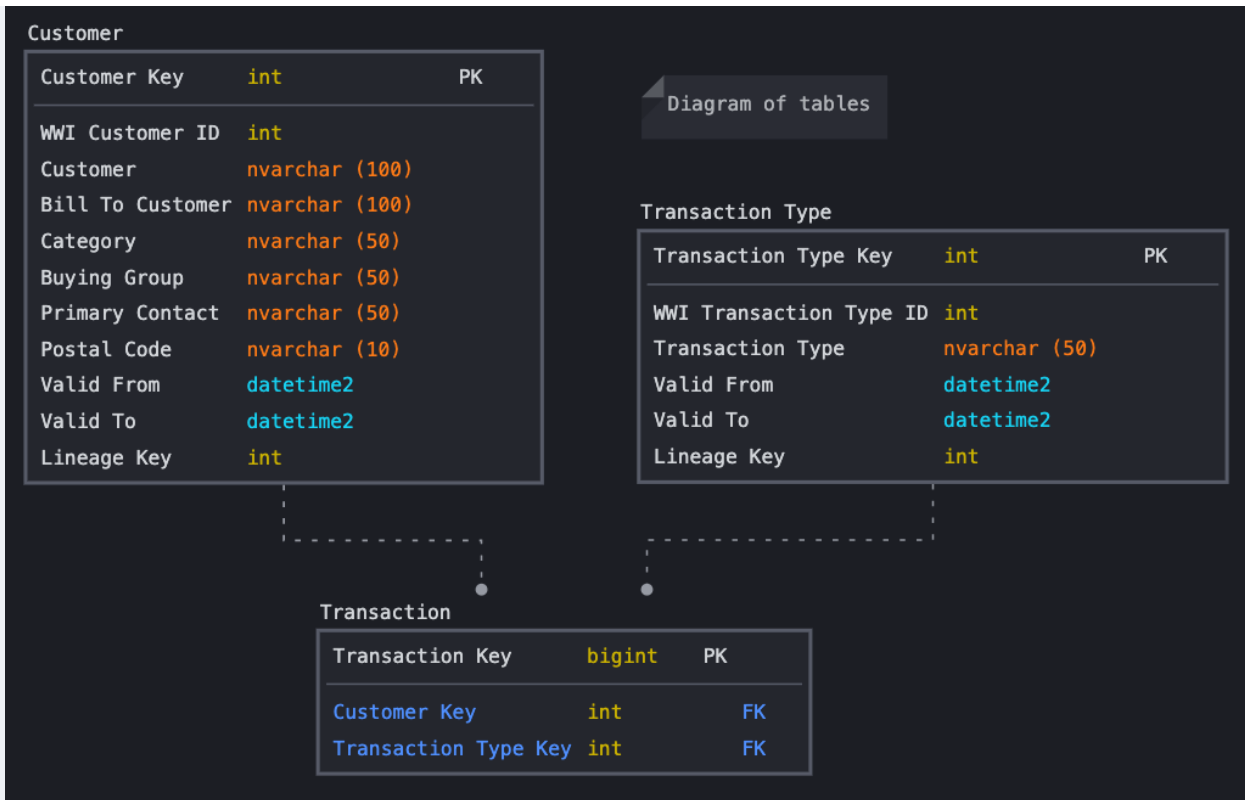 Customer
Customer Key int PK
WWI Customer ID int
Customer nvarchar (100)
Bill To Customer nvarchar (100)
Category nvarchar (50)
Buying Group nvarchar (50)
Primary Contact nvarchar (50)
Postal Code nvarchar (10)
Valid From datetime2
Valid To datetime2
Lineage Key int
Diagram of tables
Transaction Type
Transaction Type Key int PK
WWI Transaction Type ID int
Transaction Type nvarchar (50)
Valid From datetime2
Valid To datetime2
Lineage Key int
Transaction
Transaction Key bigint PK
Customer Key int FK
Transaction Type Key int FK